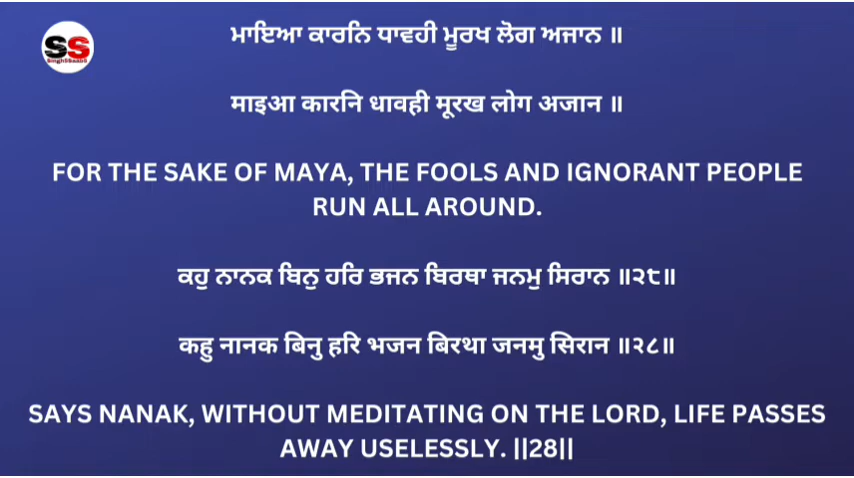 SS
SinghSbaabS
ਮਾਇਆ ਕਾਰਨਿ ਧਾਵਹੀ ਮੂਰਖ ਲੋਗ ਅਜਾਨ ॥
माइआ कारनि धावही मूरख लोग अजान ॥
FOR THE SAKE OF MAYA, THE FOOLS AND IGNORANT PEOPLE
RUN ALL AROUND.
ਕਹੁ ਨਾਨਕ ਬਿਨੁ ਹਰਿ ਭਜਨ ਬਿਰਥਾ ਜਨਮੁ ਸਿਰਾਨ ॥੨੮॥
कहु नानक बिनु हरि भजन बिरथा जनमु सिरान ॥२८॥
SAYS NANAK, WITHOUT MEDITATING ON THE LORD, LIFE PASSES
AWAY USELESSLY. ||28||